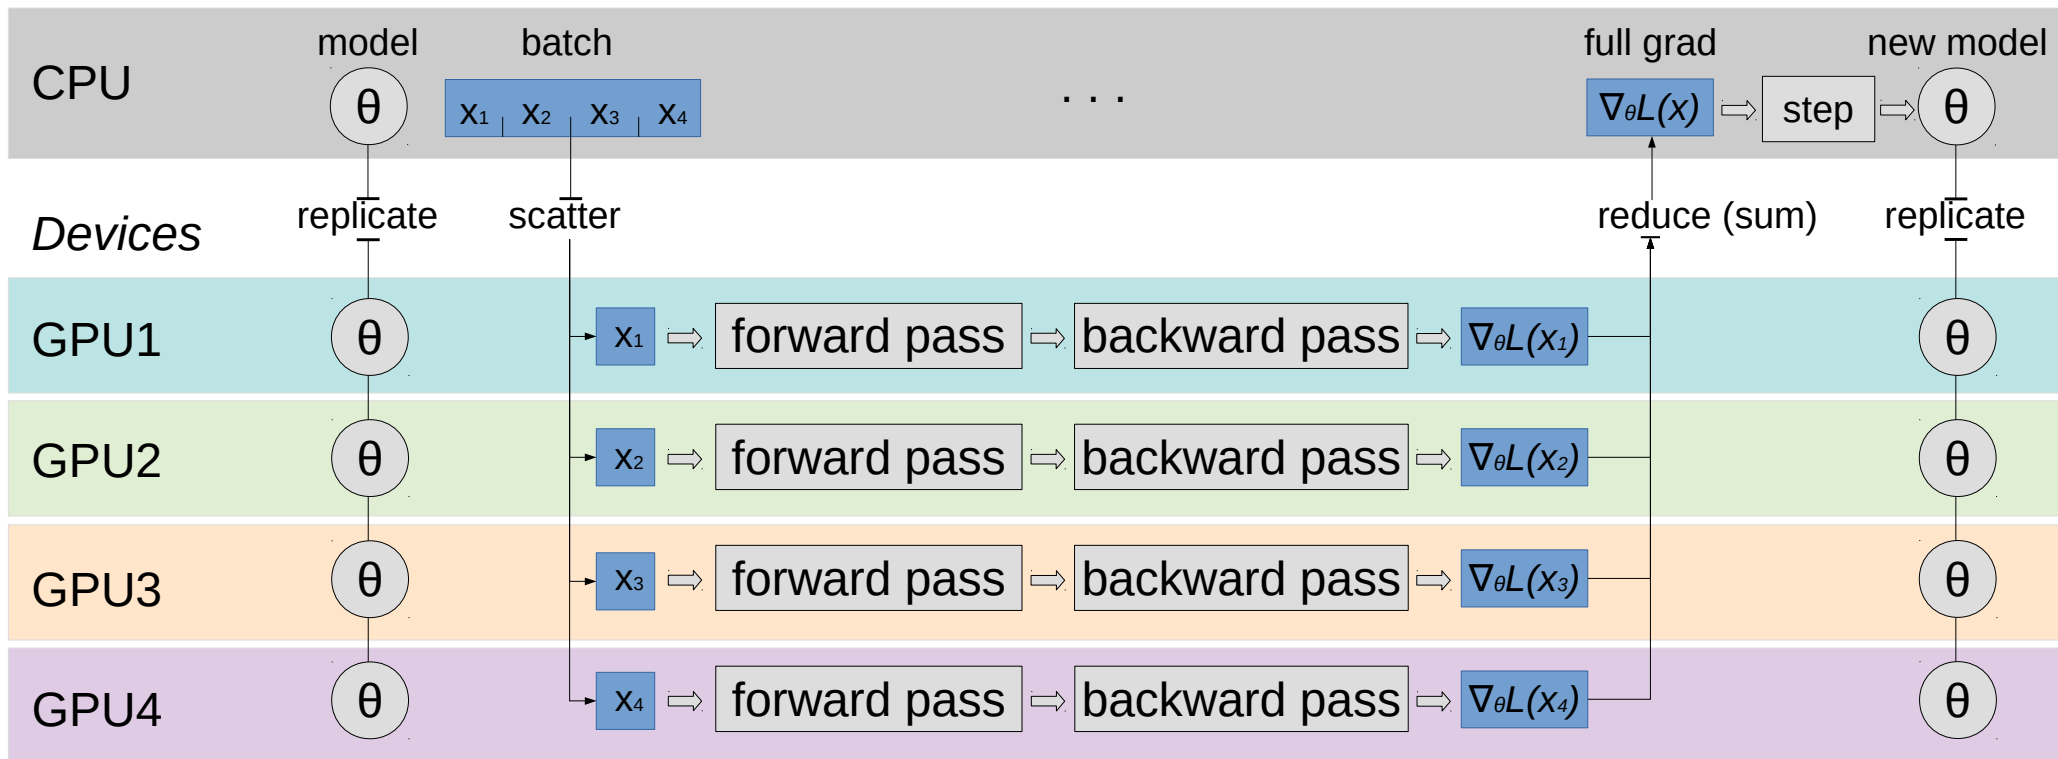 model batch full grad new model
CPU θ x1 x2 x3 x4 . . . ∇θL(x) step θ
Devices replicate scatter reduce (sum) replicate
GPU1 θ x1 forward pass backward pass ∇θL(x1) θ
GPU2 θ x2 forward pass backward pass ∇θL(x2) θ
GPU3 θ x3 forward pass backward pass ∇θL(x3) θ
GPU4 θ x4 forward pass backward pass ∇θL(x4) θ